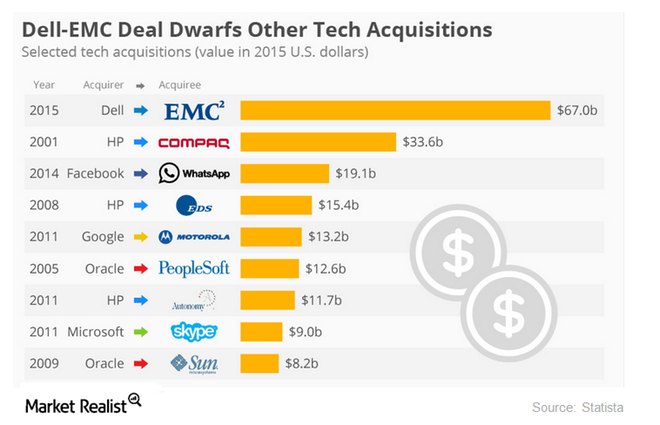 Dell-EMC Deal Dwarfs Other Tech Acquisitions
Selected tech acquisitions (value in 2015 U.S. dollars)
Year Acquirer Acquiree
2015 Dell EMC² $67.0b
2001 HP COMPAQ $33.6b
2014 Facebook WhatsApp $19.1b
2008 HP EDS $15.4b
2011 Google MOTOROLA $13.2b
2005 Oracle PeopleSoft $12.6b
2011 HP Autonomy $11.7b
2011 Microsoft skype $9.0b
2009 Oracle Sun microsystems $8.2b
$
$
Market Realist
Source: Statista